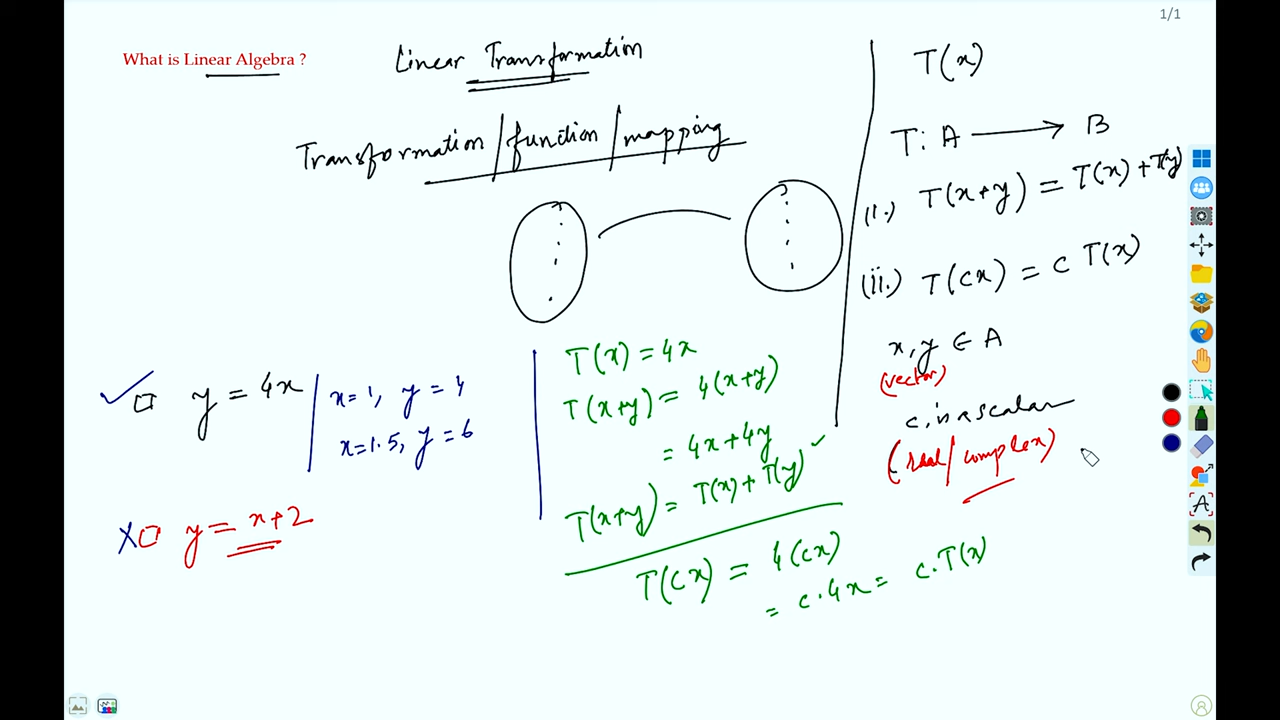 1/1
What is Linear Algebra ?
Linear Transformation
Transformation/function/mapping
T(x)
T: A → B
(i.) T(x+y) = T(x) + T(y)
(ii.) T(cx) = c T(x)
x, y ∈ A
(vector)
c, is a scalar
(real/complex)
✓ □ y = 4x
x=1, y = 4
x=1.5, y = 6
X □ y = x+2
T(x) = 4x
T(x+y) = 4(x+y)
= 4x+4y
T(x+y) = T(x) + T(y) ✓
T(cx) = 4(cx)
= c.4x = c.T(x)